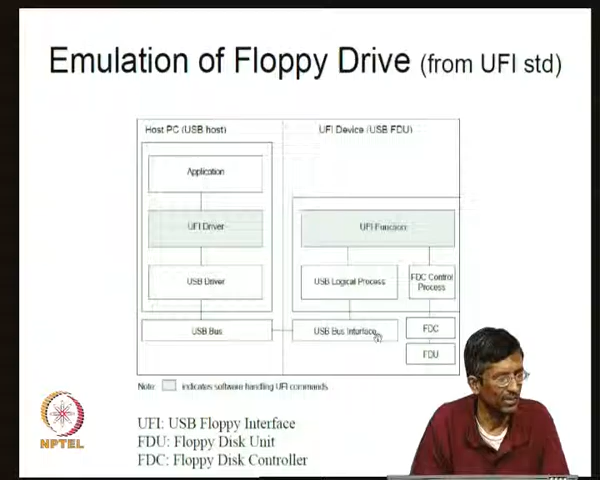 Emulation of Floppy Drive (from UFI std)
Host PC (USB host)
UFI Device (USB FDU)
Application
UFI Driver
UFI Function
USB Driver
USB Logical Process
FDC Control
Process
USB Bus
USB Bus Interface
FDC
FDU
Note: indicates software handling UFI commands
UFI: USB Floppy Interface
FDU: Floppy Disk Unit
FDC: Floppy Disk Controller
NPTEL